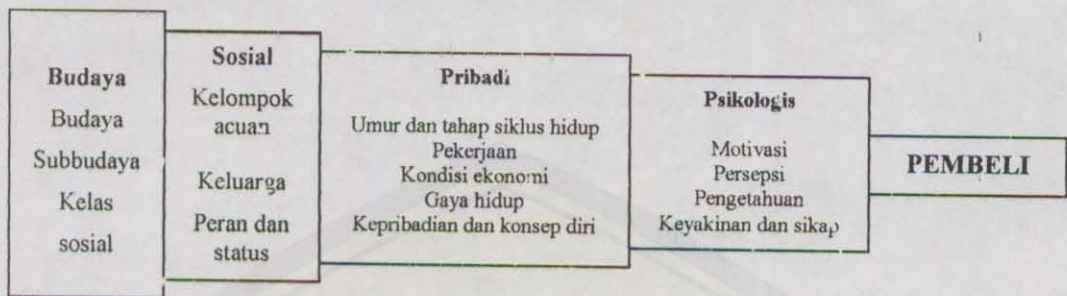 Budaya
Budaya
Subbudaya
Kelas
sosial
Sosial
Kelompok
acuan
Keluarga
Peran dan
status
Pribadi
Umur dan tahap siklus hidup
Pekerjaan
Kondisi ekonomi
Gaya hidup
Kepribadian dan konsep diri
Psikologis
Motivasi
Persepsi
Pengetahuan
Keyakinan dan sikap
PEMBELI